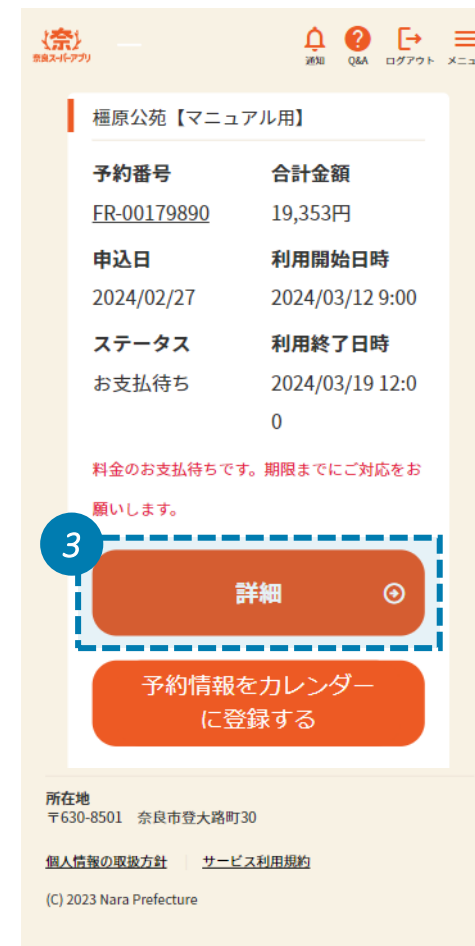 奈
奈良スーパーアプリ
通知 Q&A ログアウト メニュ
橿原公苑【マニュアル用】
予約番号 合計金額
FR-00179890 19,353円
申込日 利用開始日時
2024/02/27 2024/03/12 9:00
ステータス 利用終了日時
お支払待ち 2024/03/19 12:0
0
料金のお支払待ちです。期限までにご対応をお
願いします。
3
詳細
予約情報をカレンダー
に登録する
所在地
〒630-8501 奈良市登大路町30
個人情報の取扱方針 サービス利用規約
(C) 2023 Nara Prefecture